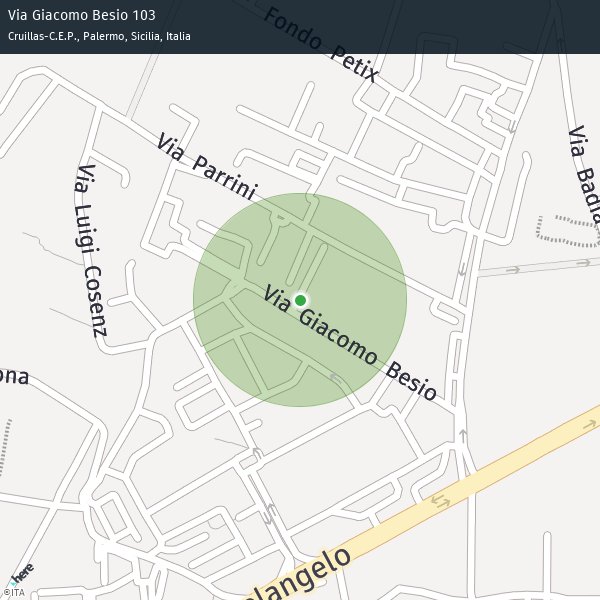 Via Giacomo Besio 103
Cruillas-C.E.P., Palermo, Sicilia, Italia
Fondo Petix
Via Parrini
Via Badia
Via Luigi Cosenz
Via Giacomo Besio
ona
elangelo
here
©ITA